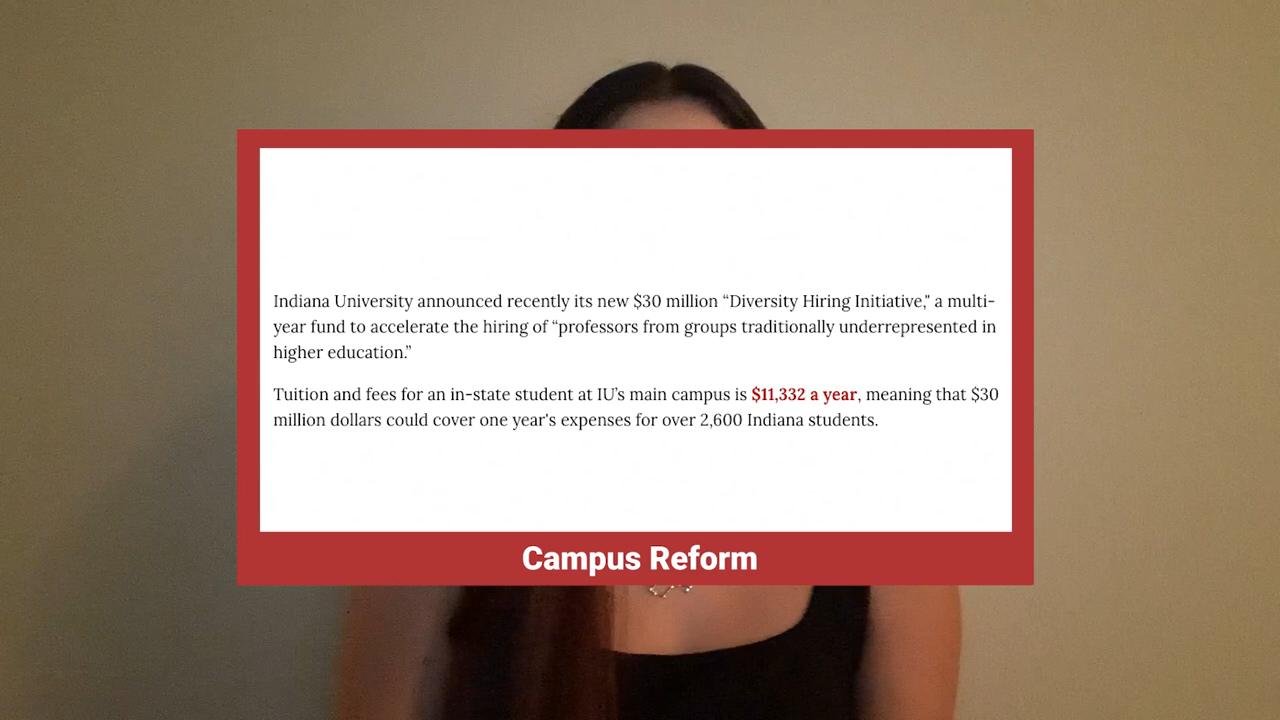 Indiana University announced recently its new $30 million “Diversity Hiring Initiative," a multi-
year fund to accelerate the hiring of “professors from groups traditionally underrepresented in
higher education.”
Tuition and fees for an in-state student at IU’s main campus is $11,332 a year, meaning that $30
million dollars could cover one year's expenses for over 2,600 Indiana students.
Campus Reform